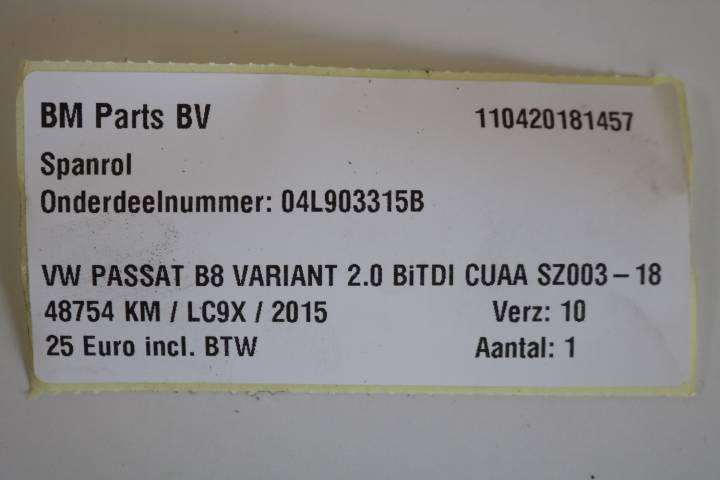 BM Parts BV 110420181457
Spanrol
Onderdeelnummer: 04L903315B
VW PASSAT B8 VARIANT 2.0 BiTDI CUAA SZ003-18
48754 KM / LC9X / 2015 Verz: 10
25 Euro incl. BTW Aantal: 1